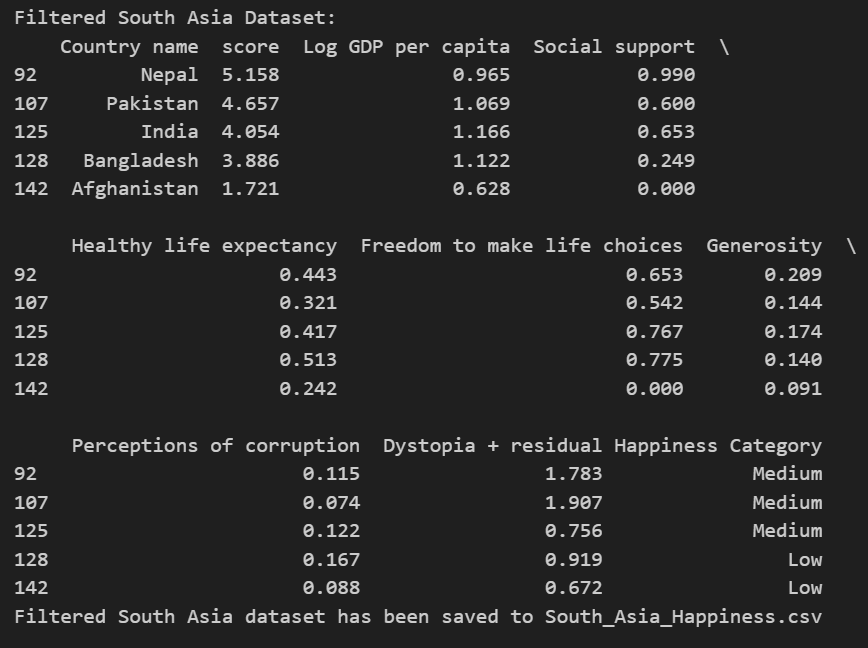 Filtered South Asia Dataset:
    Country name  score  Log GDP per capita  Social support  \
92         Nepal  5.158               0.965           0.990
107     Pakistan  4.657               1.069           0.600
125        India  4.054               1.166           0.653
128   Bangladesh  3.886               1.122           0.249
142  Afghanistan  1.721               0.628           0.000

     Healthy life expectancy  Freedom to make life choices  Generosity  \
92                     0.443                         0.653       0.209
107                    0.321                         0.542       0.144
125                    0.417                         0.767       0.174
128                    0.513                         0.775       0.140
142                    0.242                         0.000       0.091

     Perceptions of corruption  Dystopia + residual Happiness Category
92                       0.115                1.783             Medium
107                      0.074                1.907             Medium
125                      0.122                0.756             Medium
128                      0.167                0.919                Low
142                      0.088                0.672                Low
Filtered South Asia dataset has been saved to South_Asia_Happiness.csv